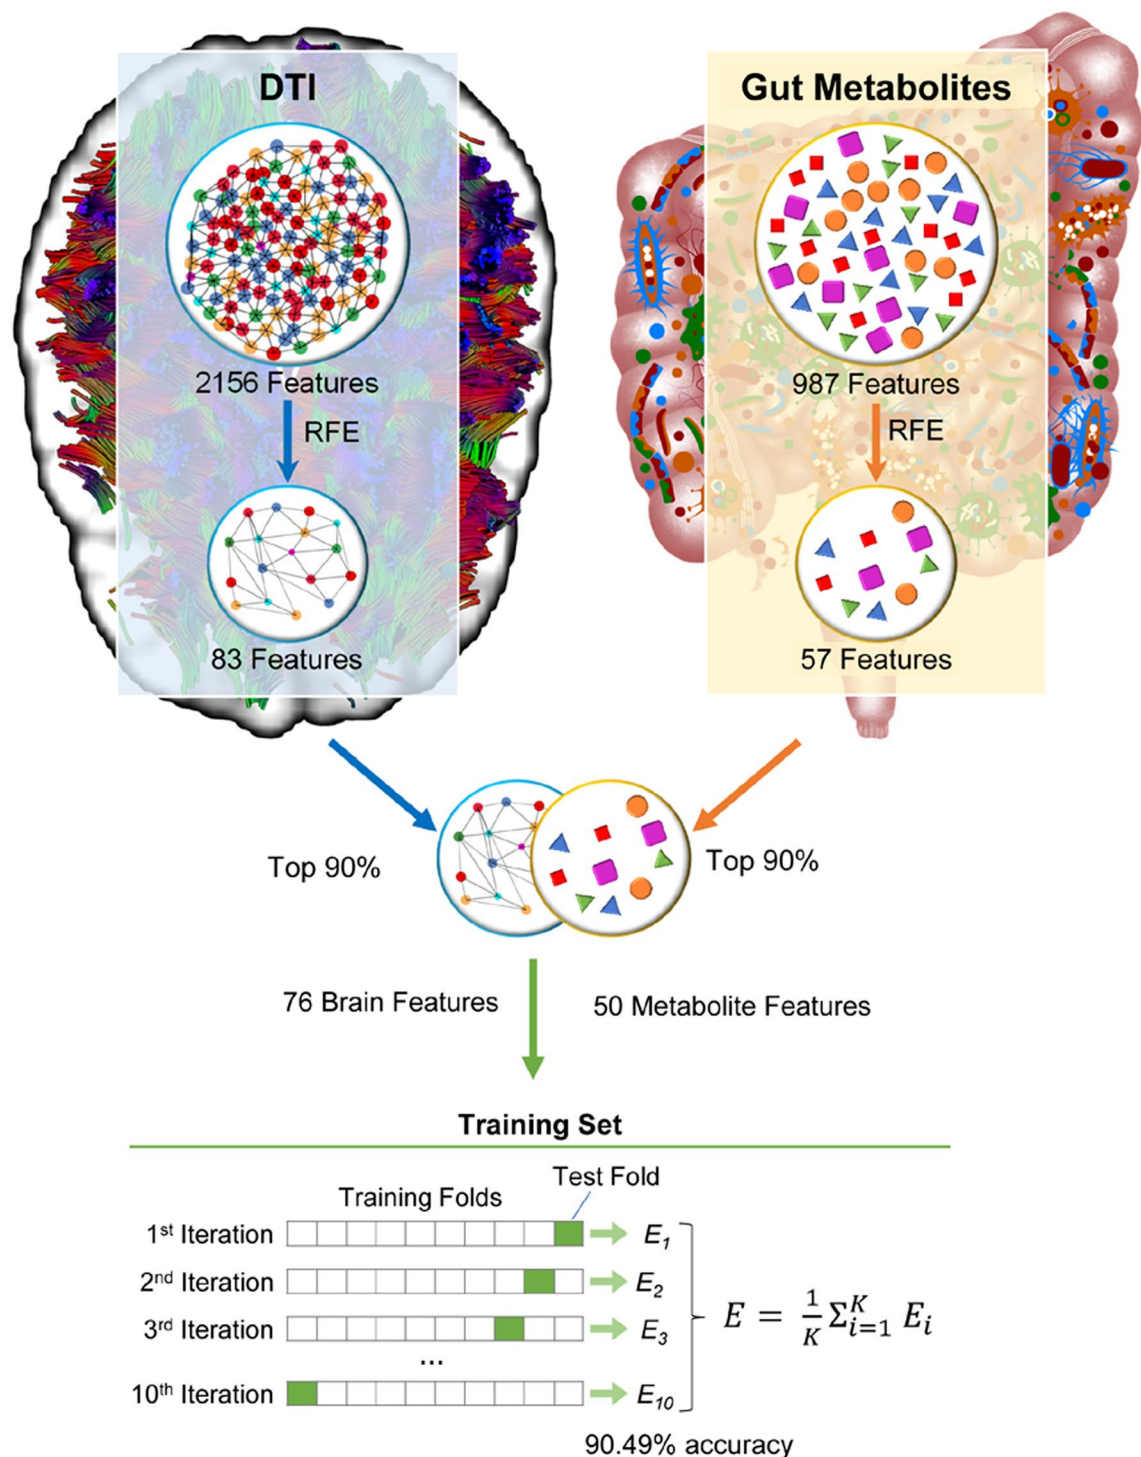 DTI
Gut Metabolites
2156 Features
987 Features
RFE
RFE
83 Features
57 Features
Top 90%
Top 90%
76 Brain Features
50 Metabolite Features
Training Set
Test Fold
Training Folds
1st Iteration
E1
2nd Iteration
E2
3rd Iteration
E3
E = 1/K Σ_{i=1}^{K} E_i
...
10th Iteration
E10
90.49% accuracy